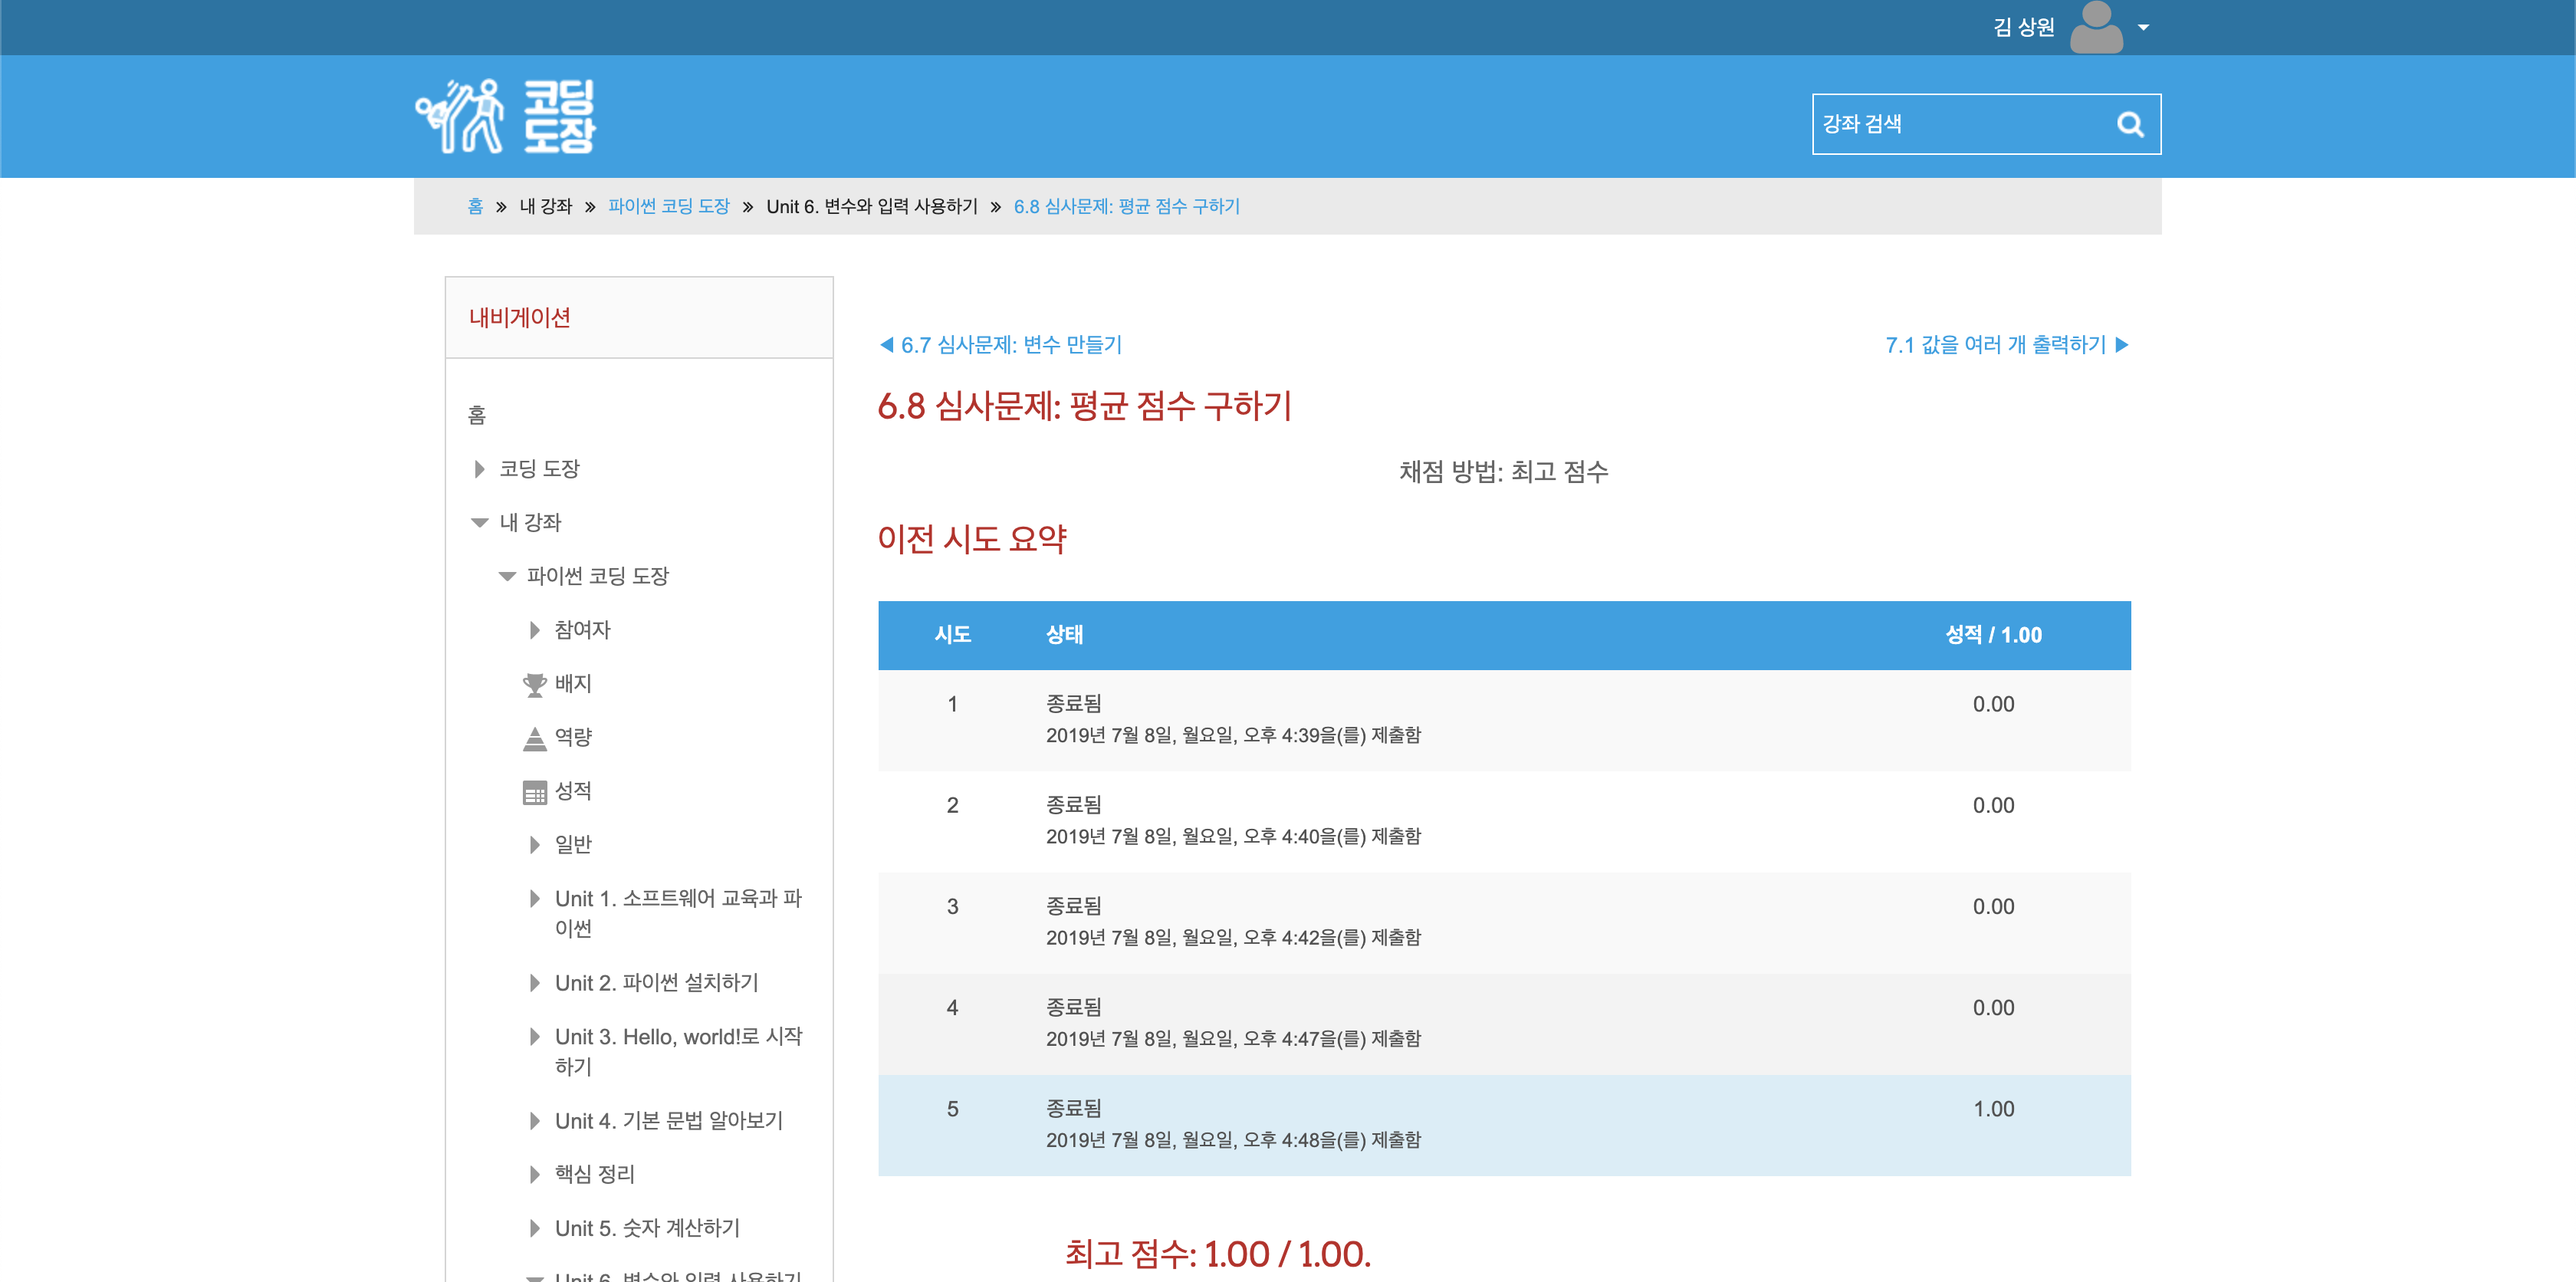 김 상원
코딩
도장
강좌 검색
홈 » 내 강좌 » 파이썬 코딩 도장 » Unit 6. 변수와 입력 사용하기 » 6.8 심사문제: 평균 점수 구하기
내비게이션
홈
코딩 도장
내 강좌
파이썬 코딩 도장
참여자
배지
역량
성적
일반
Unit 1. 소프트웨어 교육과 파
이썬
Unit 2. 파이썬 설치하기
Unit 3. Hello, world!로 시작
하기
Unit 4. 기본 문법 알아보기
핵심 정리
Unit 5. 숫자 계산하기
Unit 6. 변수와 입력 사용하기
◀ 6.7 심사문제: 변수 만들기
7.1 값을 여러 개 출력하기 ▶
6.8 심사문제: 평균 점수 구하기
채점 방법: 최고 점수
이전 시도 요약
시도 상태 성적 / 1.00
1 종료됨 0.00
2019년 7월 8일, 월요일, 오후 4:39을(를) 제출함
2 종료됨 0.00
2019년 7월 8일, 월요일, 오후 4:40을(를) 제출함
3 종료됨 0.00
2019년 7월 8일, 월요일, 오후 4:42을(를) 제출함
4 종료됨 0.00
2019년 7월 8일, 월요일, 오후 4:47을(를) 제출함
5 종료됨 1.00
2019년 7월 8일, 월요일, 오후 4:48을(를) 제출함
최고 점수: 1.00 / 1.00.